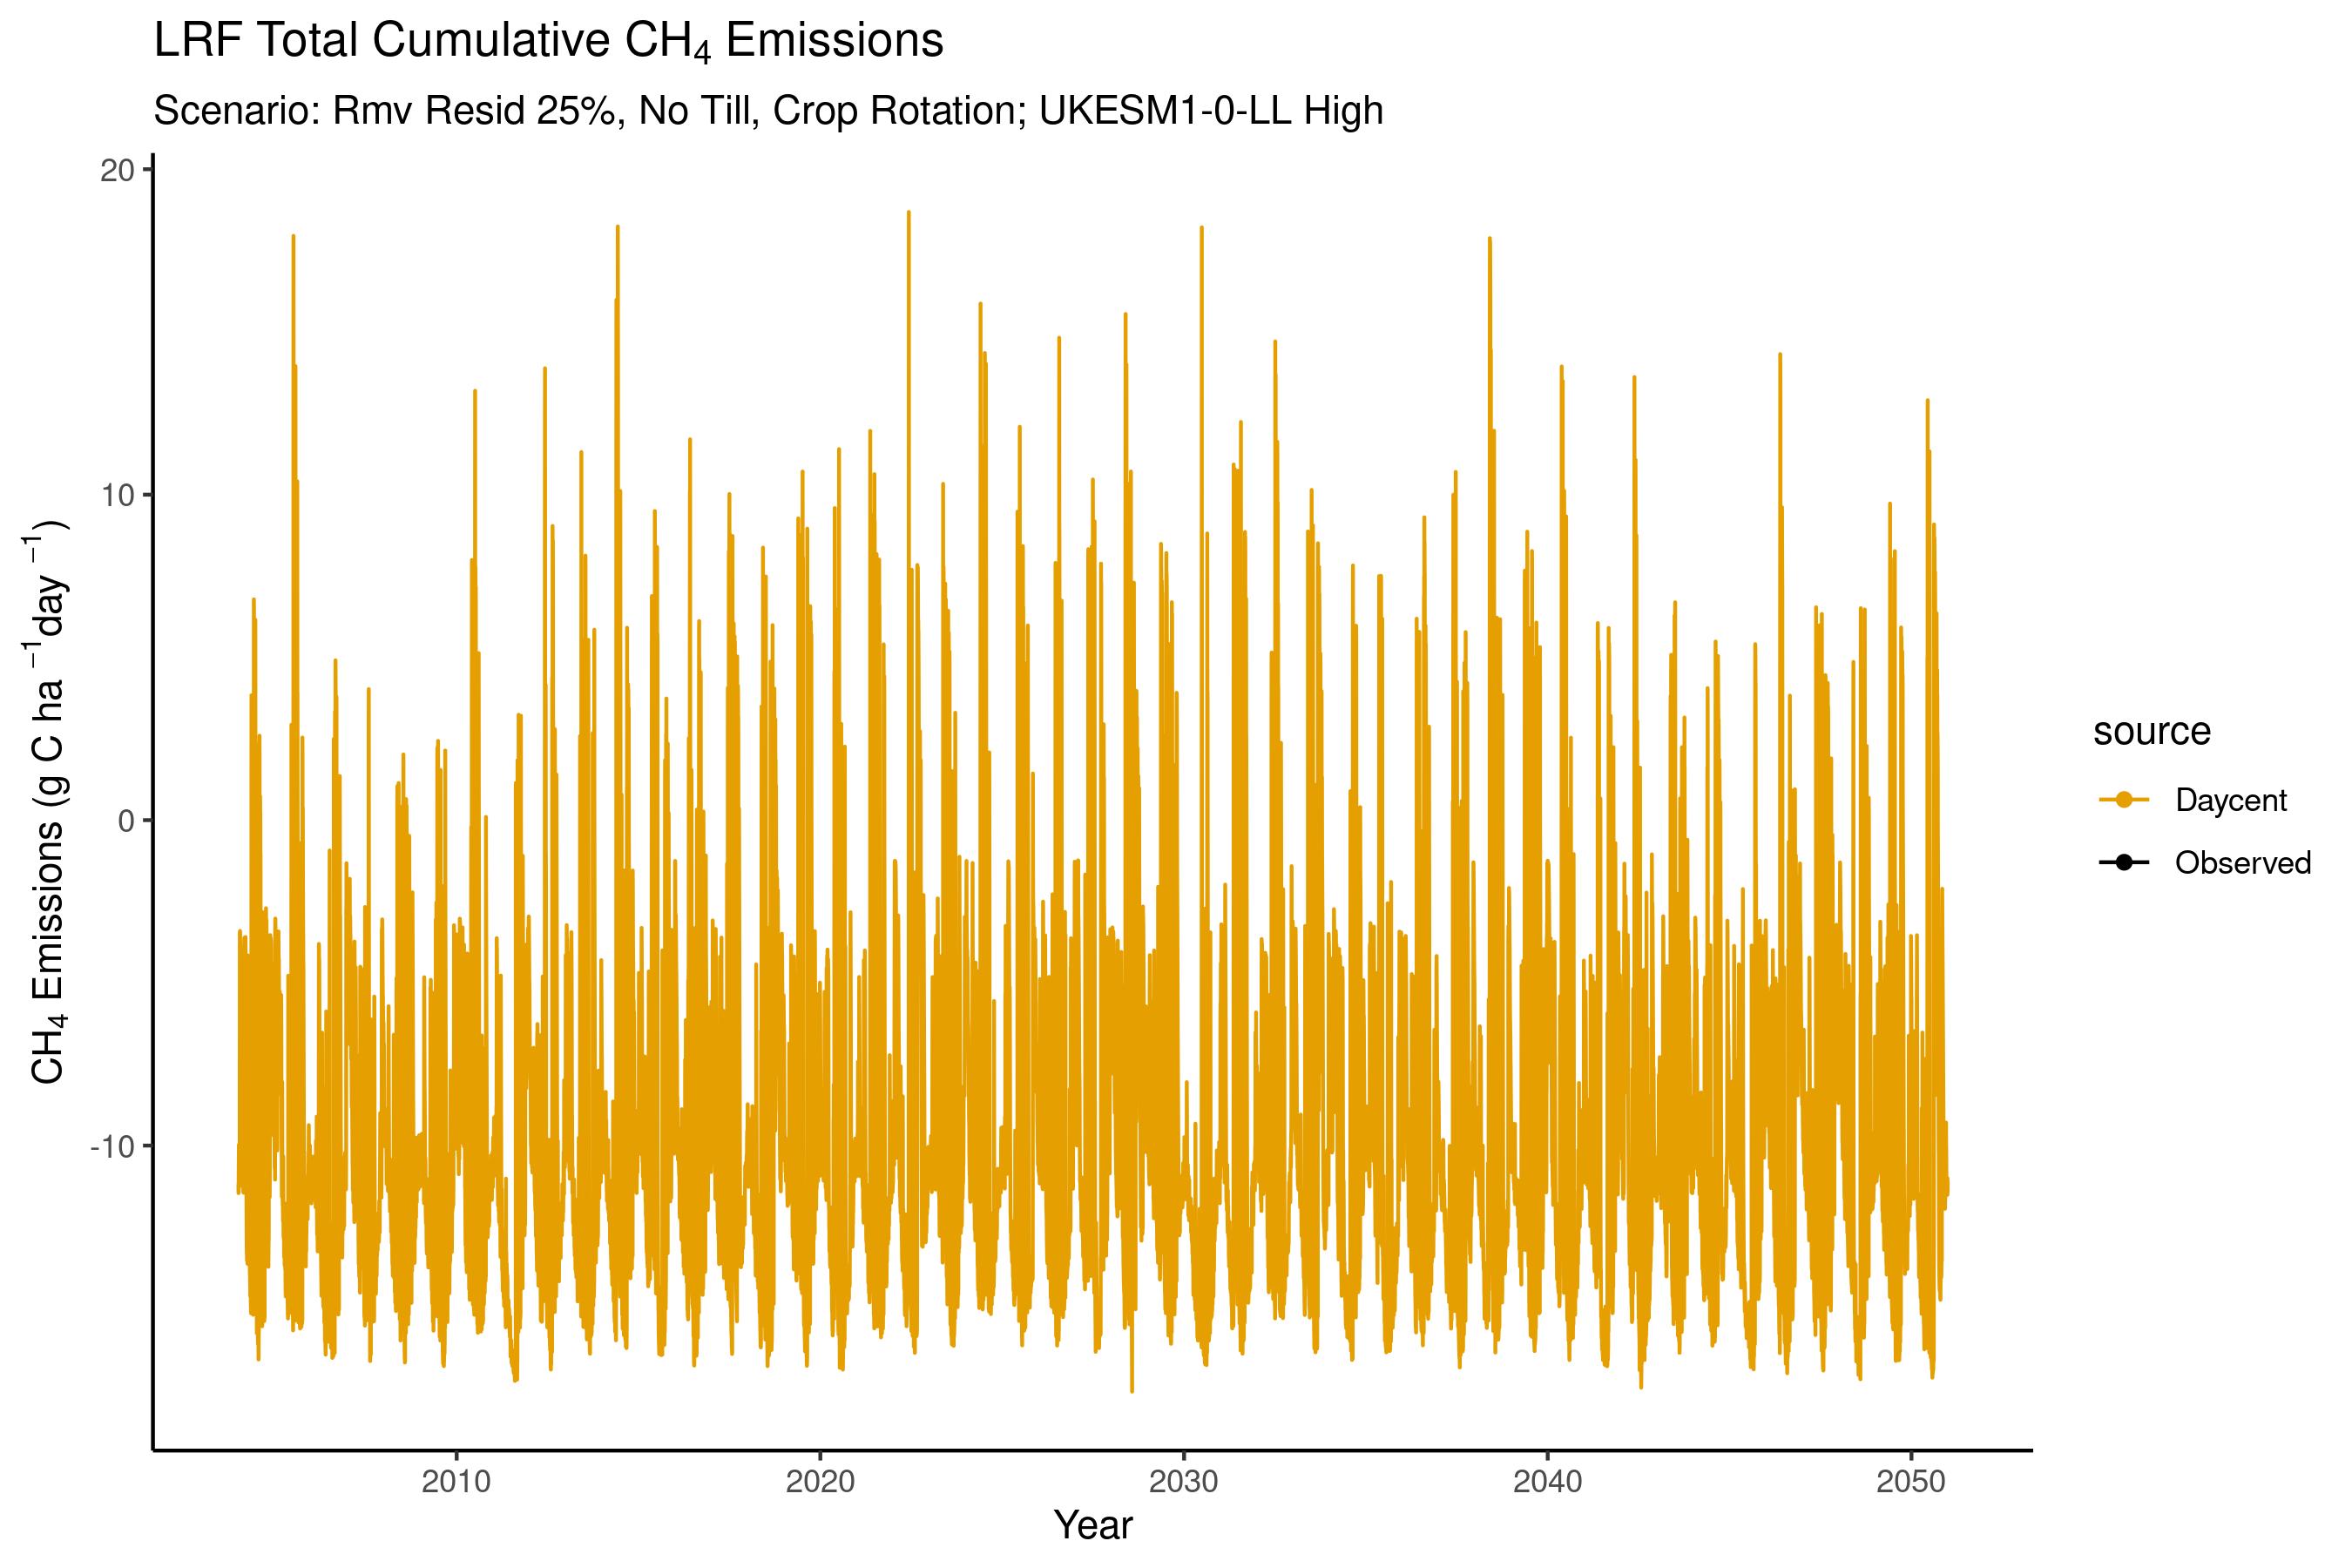 LRF Total Cumulative CH₄ Emissions
Scenario: Rmv Resid 25%, No Till, Crop Rotation; UKESM1-0-LL High
20
10
0
-10
CH₄ Emissions (g C ha ⁻¹day ⁻¹)
2010 2020 2030 2040 2050
Year
source
Daycent
Observed